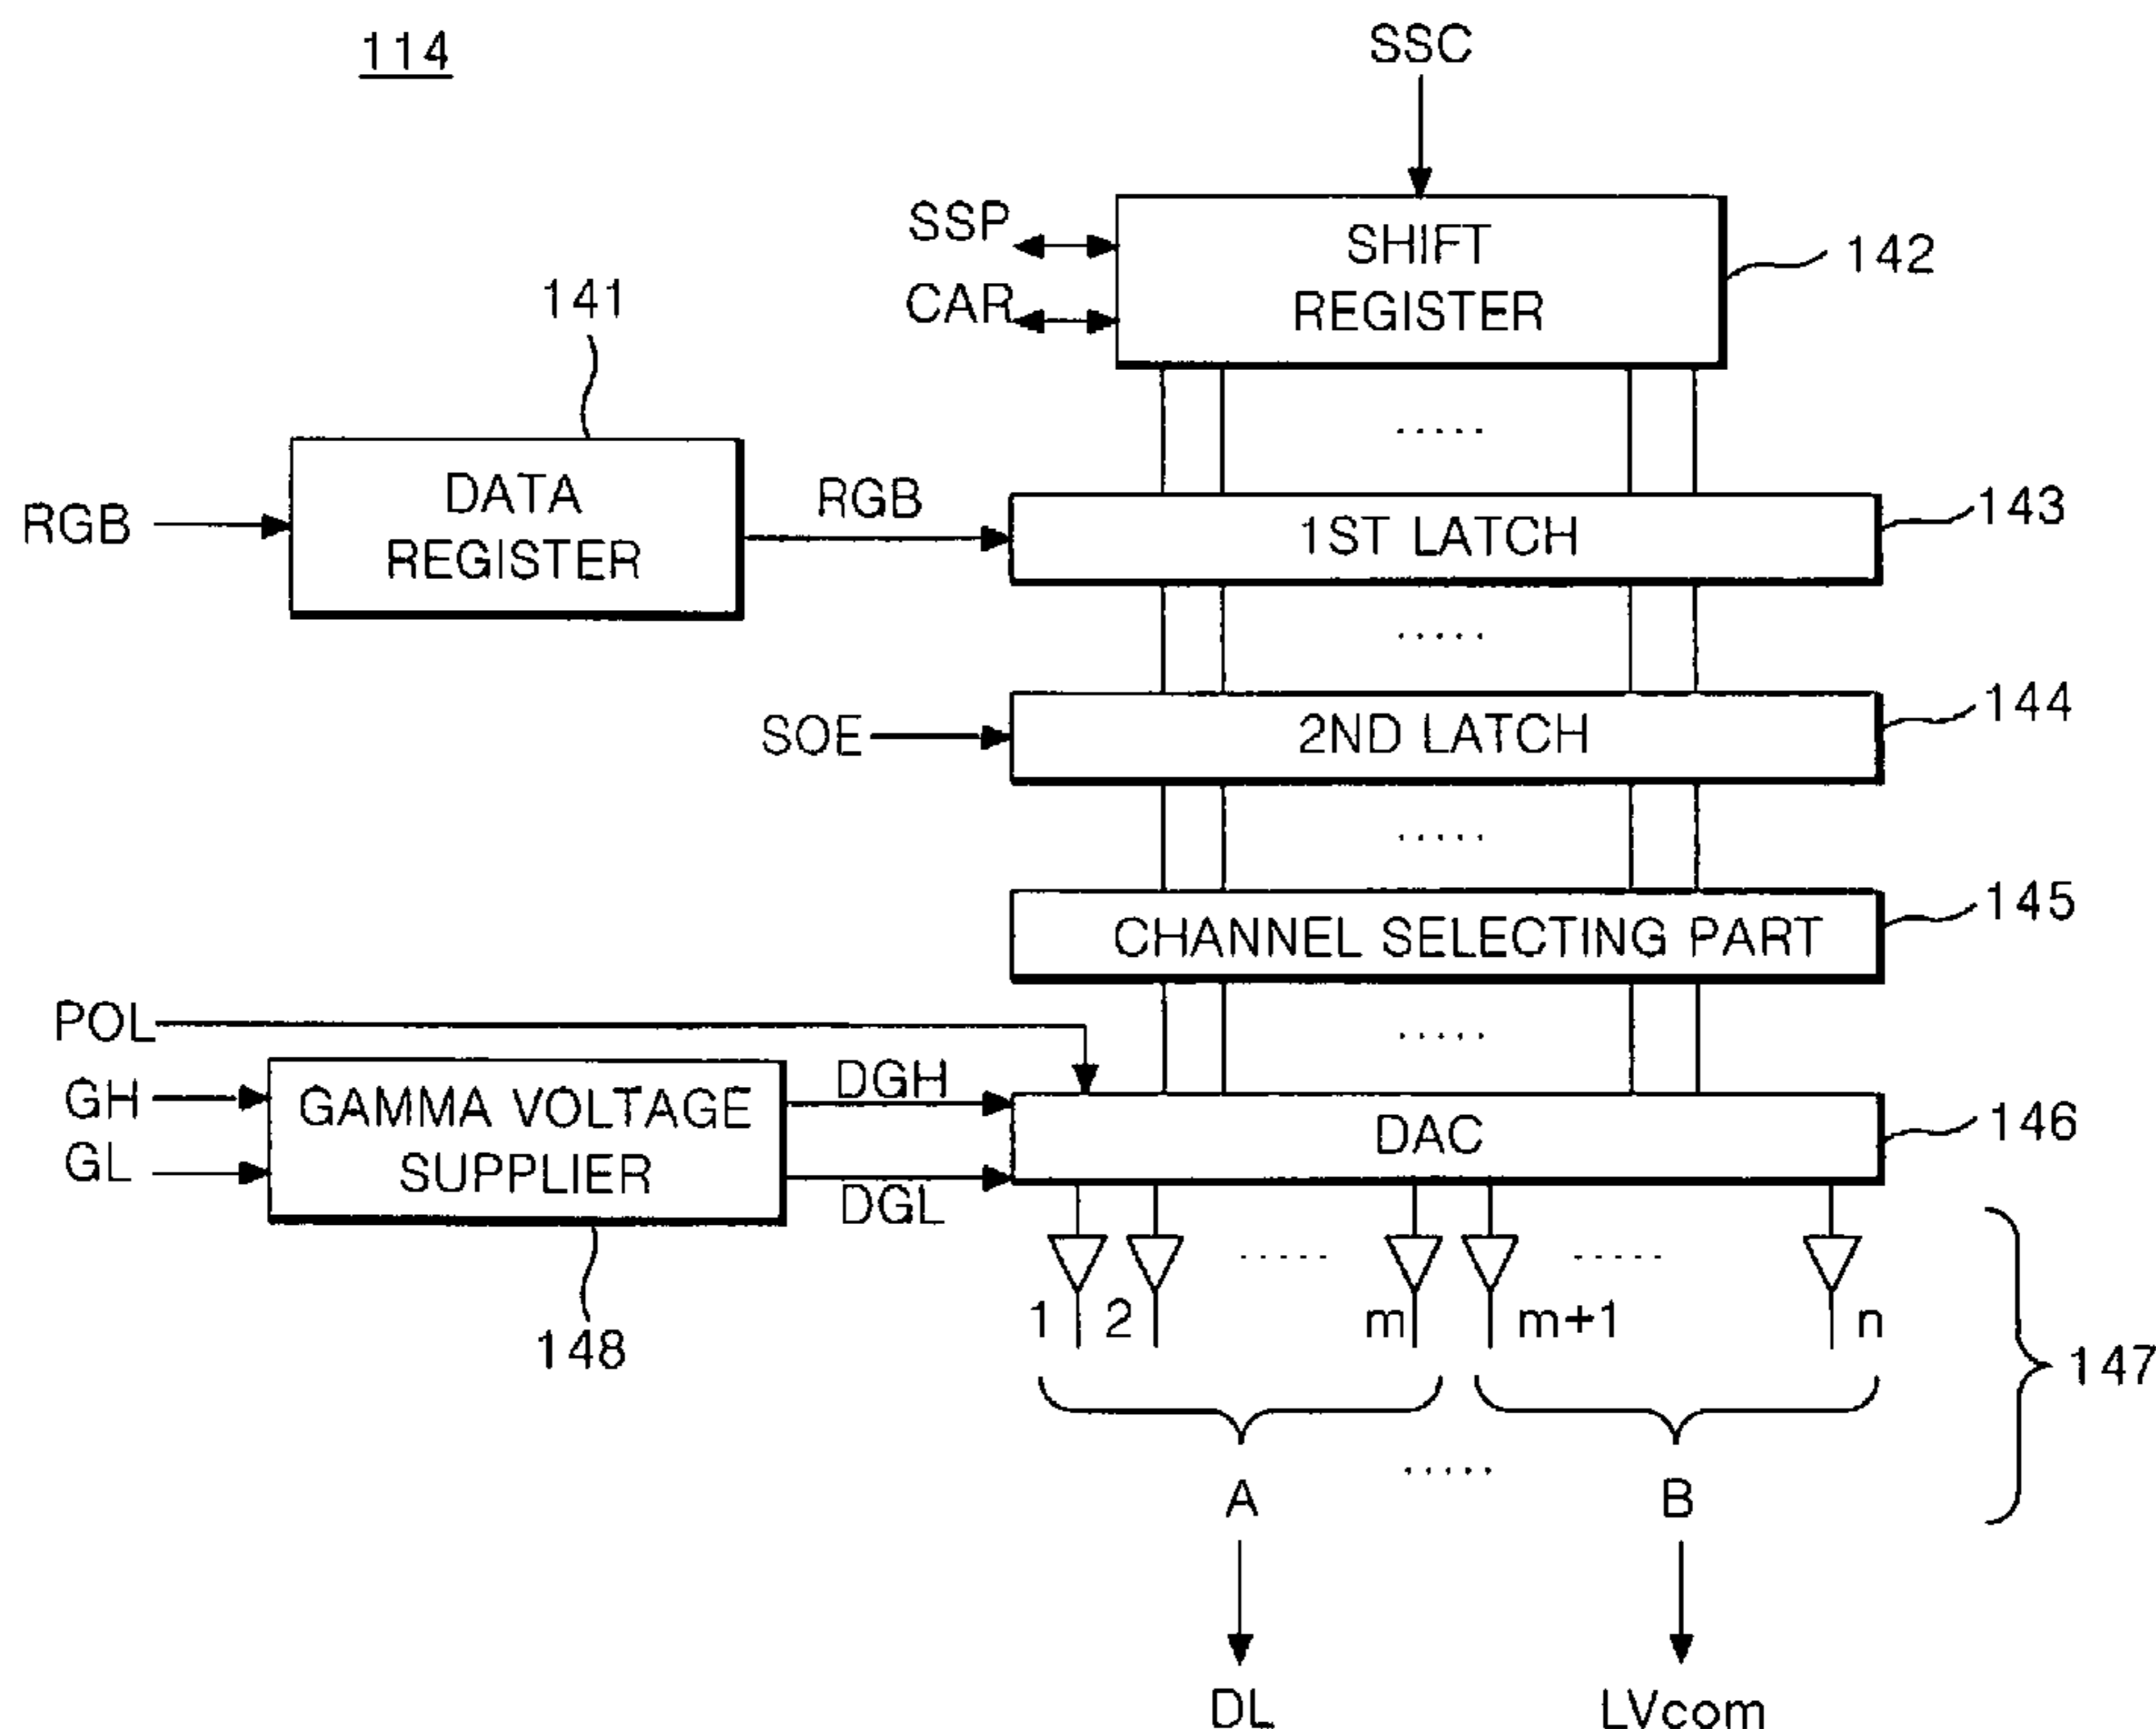 114
SSC
SSP
CAR
SHIFT
REGISTER
142
141
RGB
DATA
REGISTER
RGB
1ST LATCH
143
SOE
2ND LATCH
144
CHANNEL SELECTING PART
145
POL
GH
GL
GAMMA VOLTAGE
SUPPLIER
148
DGH
DGL
DAC
146
.....
.....
.....
.....
..... .....
1 2 m m+1 n
147
A ..... B
DL LVcom